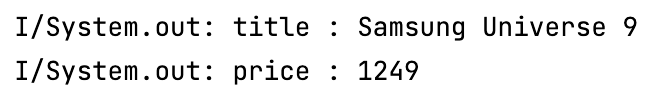 I/System.out: title : Samsung Universe 9
I/System.out: price : 1249